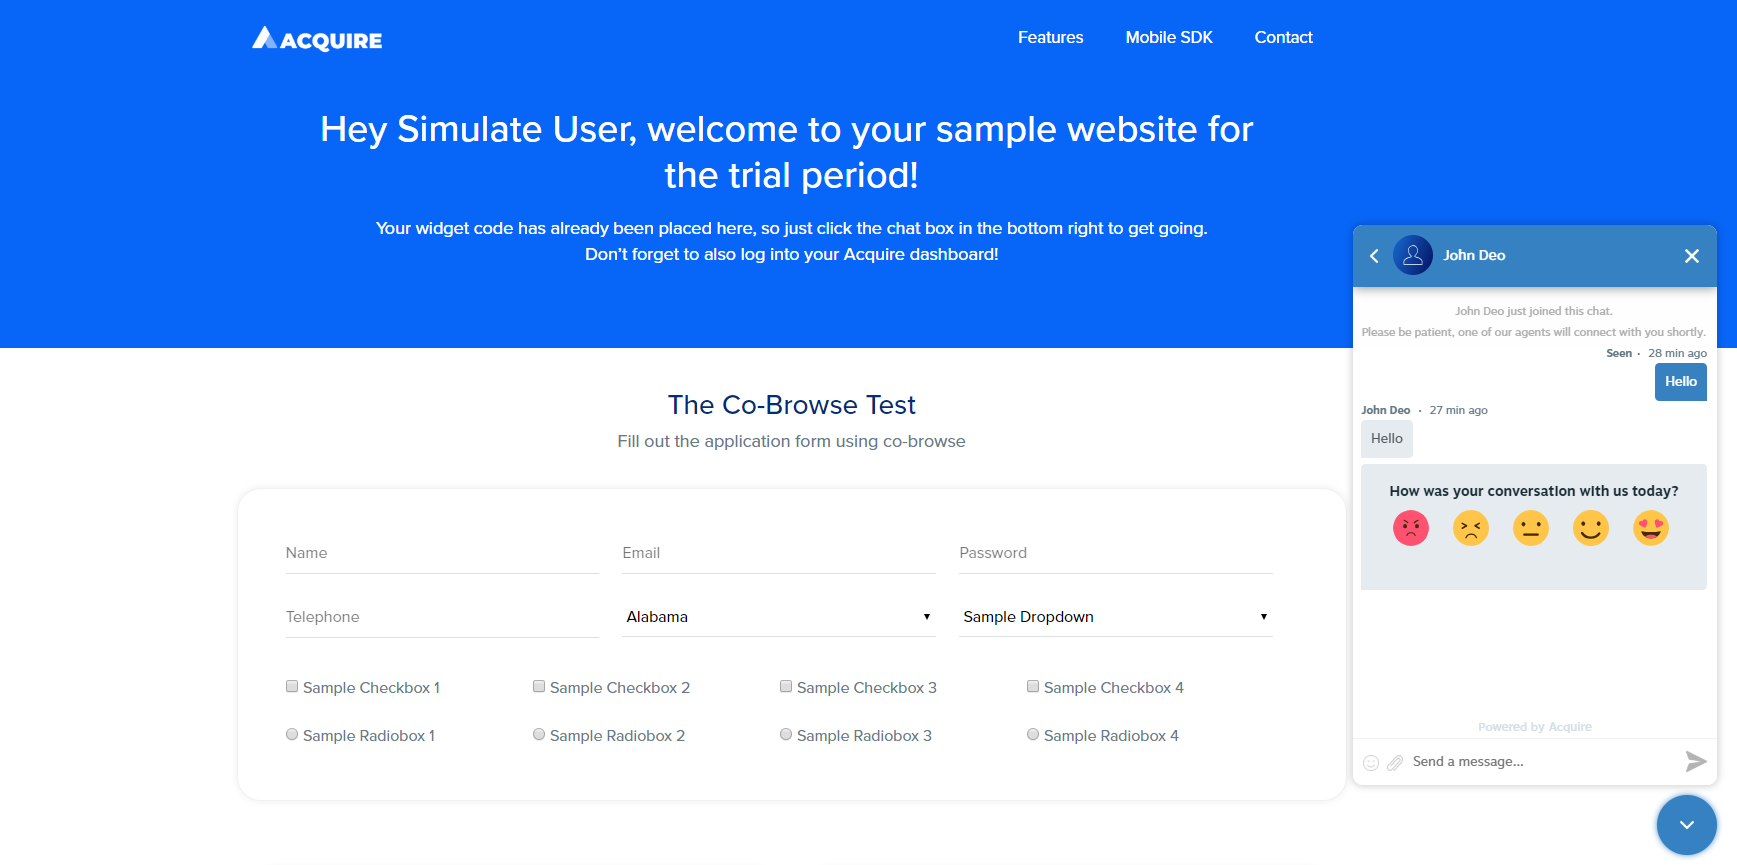 ACQUIRE
Features
Mobile SDK
Contact
Hey Simulate User, welcome to your sample website for
the trial period!
Your widget code has already been placed here, so just click the chat box in the bottom right to get going.
Don't forget to also log into your Acquire dashboard!
The Co-Browse Test
Fill out the application form using co-browse
Name
Email
Password
Telephone
Alabama
Sample Dropdown
Sample Checkbox 1
Sample Checkbox 2
Sample Checkbox 3
Sample Checkbox 4
Sample Radiobox 1
Sample Radiobox 2
Sample Radiobox 3
Sample Radiobox 4
John Deo
John Deo just joined this chat.
Please be patient, one of our agents will connect with you shortly.
Seen · 28 min ago
Hello
John Deo · 27 min ago
Hello
How was your conversation with us today?
Powered by Acquire
Send a message...